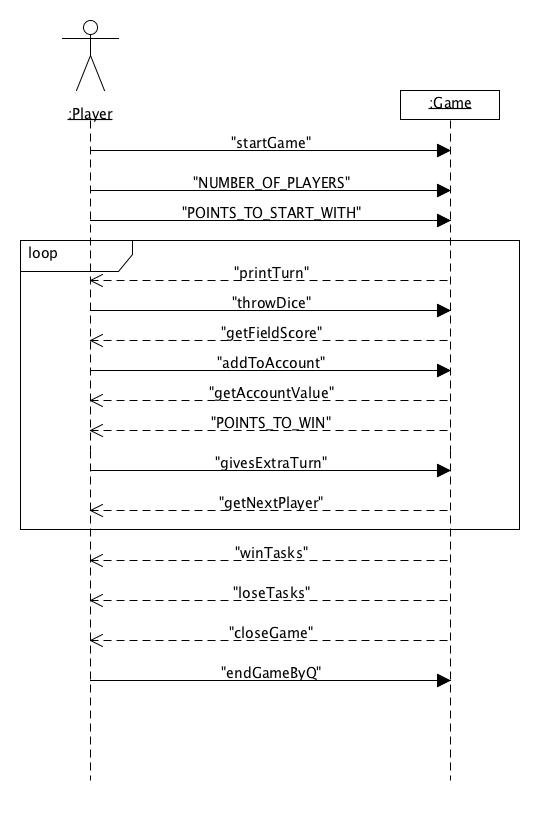 :Player
:Game
"startGame"
"NUMBER_OF_PLAYERS"
"POINTS_TO_START_WITH"
loop
"printTurn"
"throwDice"
"getFieldScore"
"addToAccount"
"getAccountValue"
"POINTS_TO_WIN"
"givesExtraTurn"
"getNextPlayer"
"winTasks"
"loseTasks"
"closeGame"
"endGameByQ"